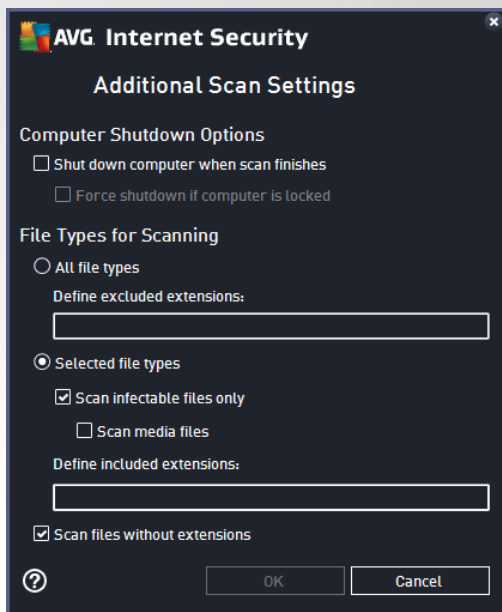 AVG Internet Security
Additional Scan Settings
Computer Shutdown Options
Shut down computer when scan finishes
Force shutdown if computer is locked
File Types for Scanning
All file types
Define excluded extensions:
Selected file types
Scan infectable files only
Scan media files
Define included extensions:
Scan files without extensions
? OK Cancel